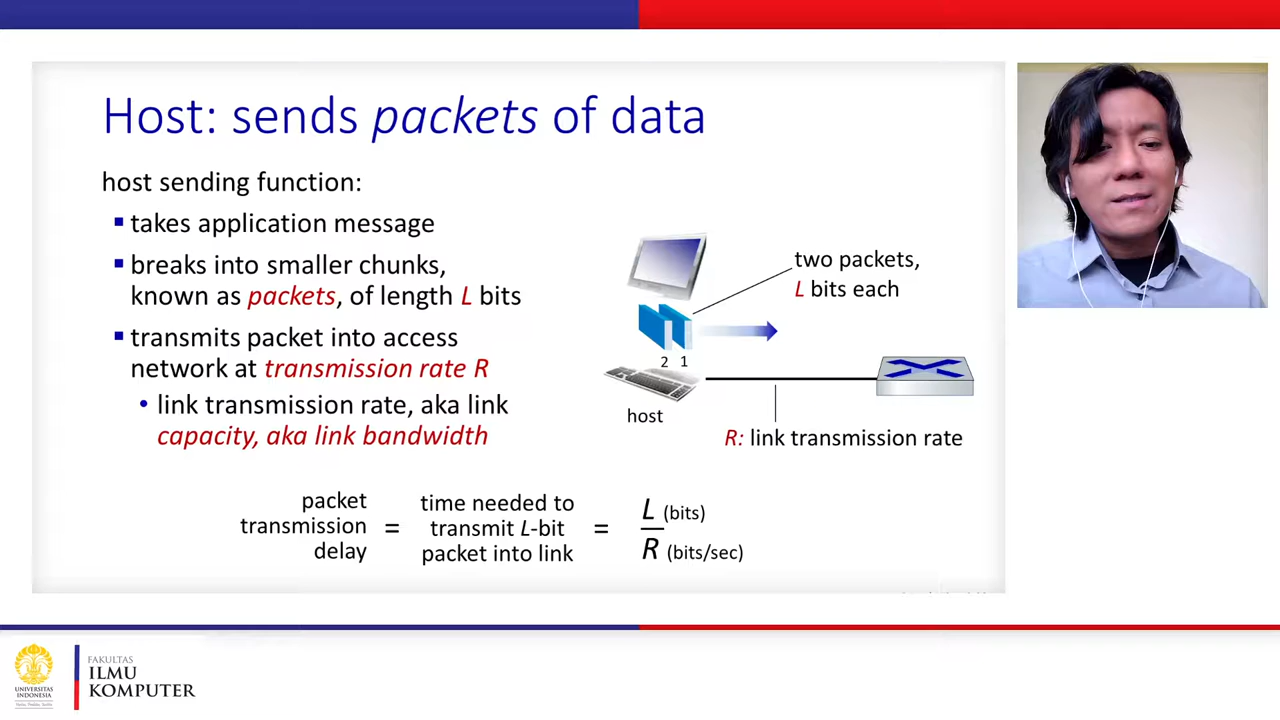 Host: sends packets of data
host sending function:
▪ takes application message
▪ breaks into smaller chunks,
known as packets, of length L bits
▪ transmits packet into access
network at transmission rate R
• link transmission rate, aka link
capacity, aka link bandwidth
two packets,
L bits each
2 1
host
R: link transmission rate
packet
transmission
delay
=
time needed to
transmit L-bit
packet into link
=
L (bits)
R (bits/sec)
UNIVERSITAS
INDONESIA
FAKULTAS
ILMU
KOMPUTER